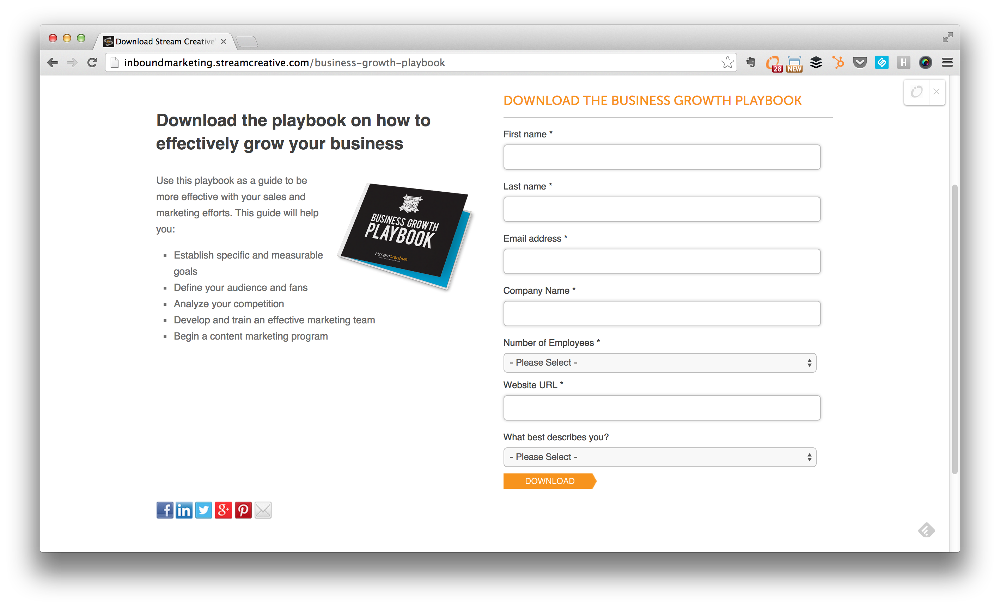 Download Stream Creative'
inboundmarketing.streamcreative.com/business-growth-playbook
28
NEW
H
Download the playbook on how to
effectively grow your business
Use this playbook as a guide to be
more effective with your sales and
marketing efforts. This guide will help
you:
Establish specific and measurable
goals
Define your audience and fans
Analyze your competition
Develop and train an effective marketing team
Begin a content marketing program
BUSINESS GROWTH
PLAYBOOK
streamcreative
DOWNLOAD THE BUSINESS GROWTH PLAYBOOK
First name *
Last name *
Email address *
Company Name *
Number of Employees *
- Please Select -
Website URL *
What best describes you?
- Please Select -
DOWNLOAD
f
in
g+